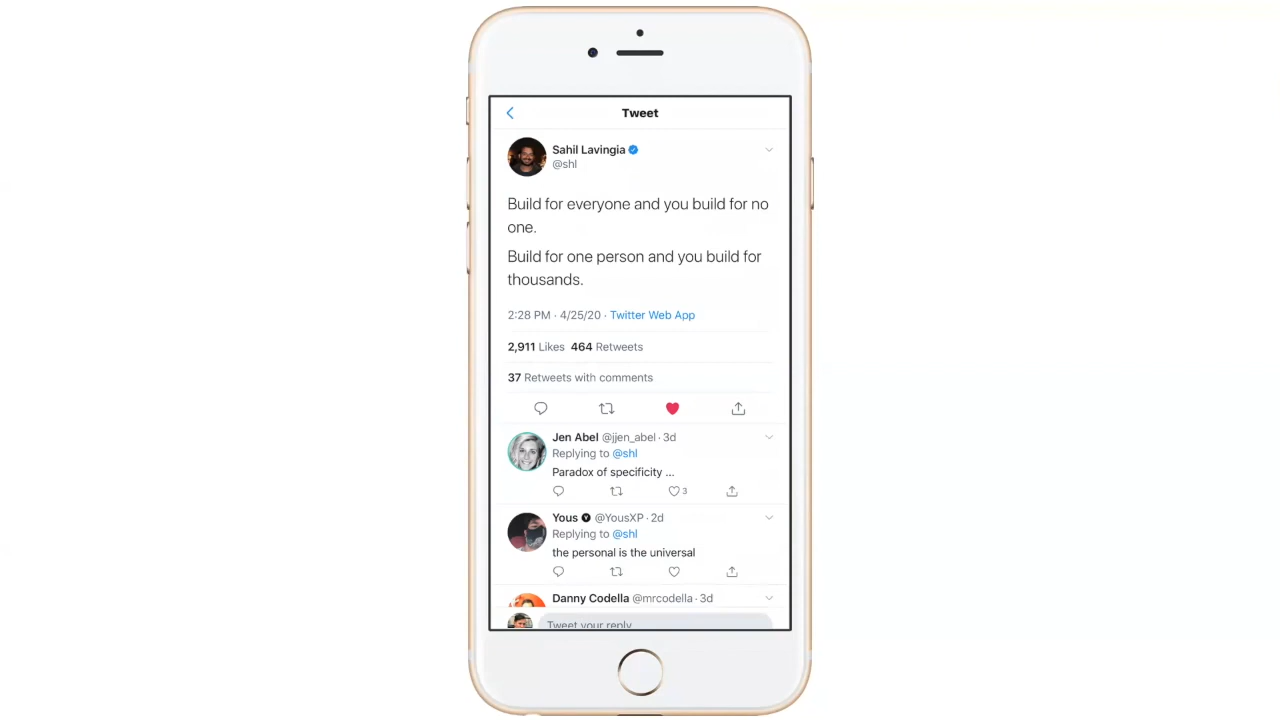 Tweet
Sahil Lavingia
@shl
Build for everyone and you build for no
one.
Build for one person and you build for
thousands.
2:28 PM · 4/25/20 · Twitter Web App
2,911 Likes 464 Retweets
37 Retweets with comments
Jen Abel @jjen_abel · 3d
Replying to @shl
Paradox of specificity ...
3
Yous @YousXP · 2d
Replying to @shl
the personal is the universal
Danny Codella @mrcodella · 3d
Tweet your reply